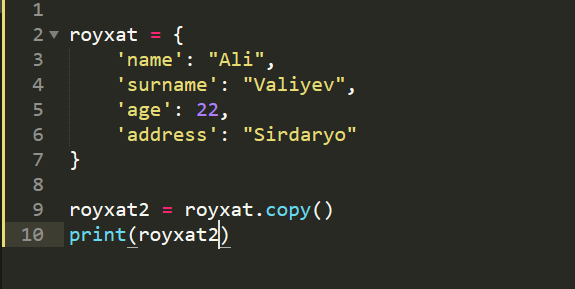 1
2 royxat = {
3     'name': "Ali",
4     'surname': "Valiyev",
5     'age': 22,
6     'address': "Sirdaryo"
7 }
8
9 royxat2 = royxat.copy()
10 print(royxat2)